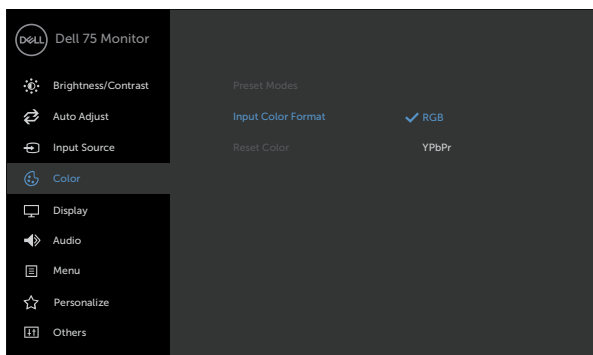 DELL Dell 75 Monitor
Brightness/Contrast Preset Modes
Auto Adjust Input Color Format RGB
Input Source Reset Color YPbPr
Color
Display
Audio
Menu
Personalize
Others